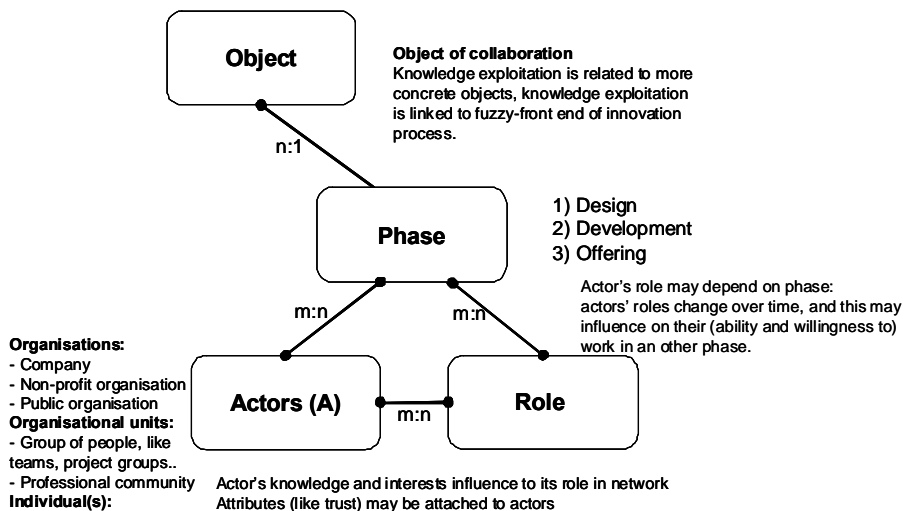 Object
Object of collaboration
Knowledge exploitation is related to more
concrete objects, knowledge exploitation
is linked to fuzzy-front end of innovation
process.
n:1
Phase
1) Design
2) Development
3) Offering
Actor's role may depend on phase:
actors' roles change over time, and this may
influence on their (ability and willingness to)
work in an other phase.
m:n
m:n
Organisations:
- Company
- Non-profit organisation
- Public organisation
Organisational units:
- Group of people, like
teams, project groups..
- Professional community
Individual(s):
Actors (A)
m:n
Role
Actor's knowledge and interests influence to its role in network
Attributes (like trust) may be attached to actors